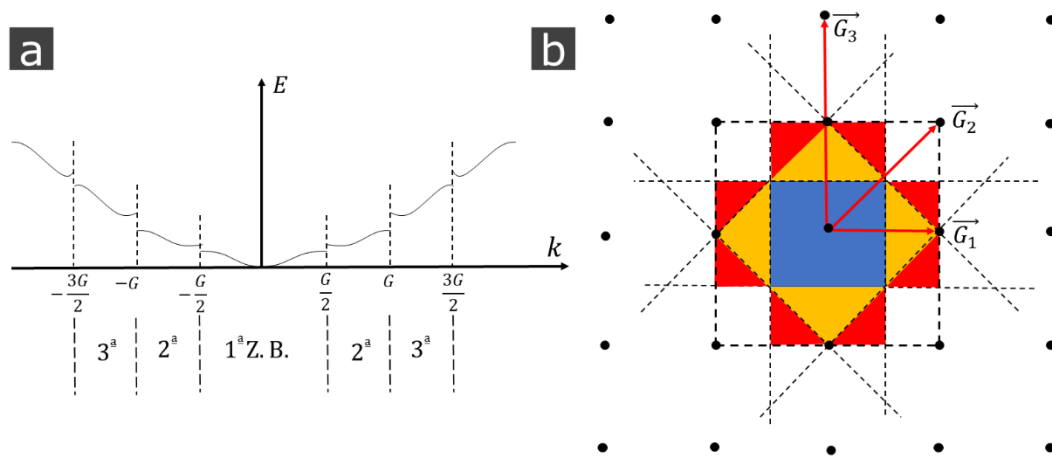 a
E
k
-3G/2 -G -G/2 G/2 G 3G/2
3ª 2ª 1ª Z. B. 2ª 3ª
b
G₃
G₂
G₁